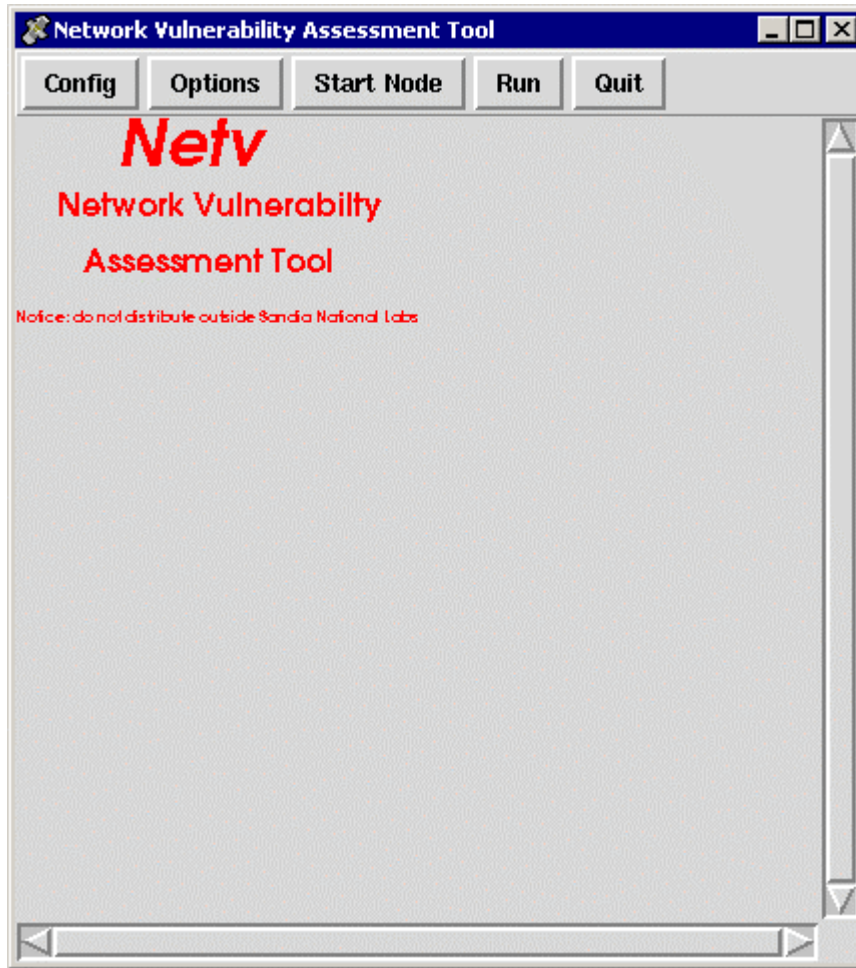 Network Vulnerability Assessment Tool
Config Options Start Node Run Quit
Netv
Network Vulnerabilty
Assessment Tool
Notice: do not distribute outside Sandia National Labs